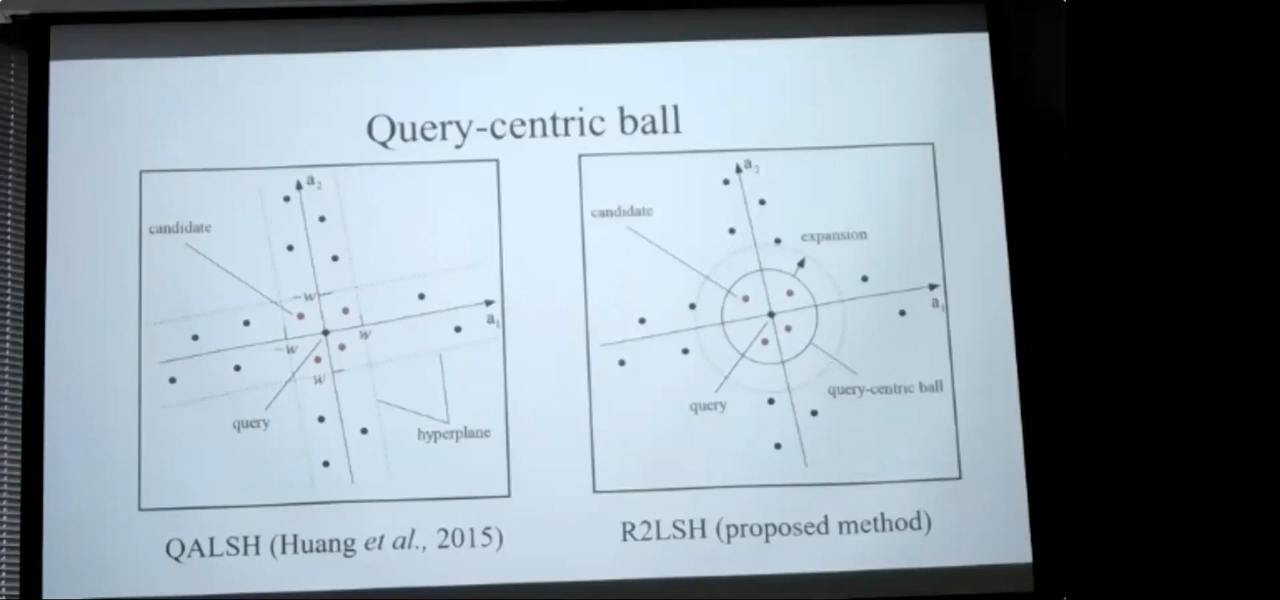 Query-centric ball
a₂
candidate
−w
w
−w
w
a₁
query
hyperplane
QALSH (Huang et al., 2015)
a₂
candidate
expansion
a₁
query-centric ball
query
R2LSH (proposed method)